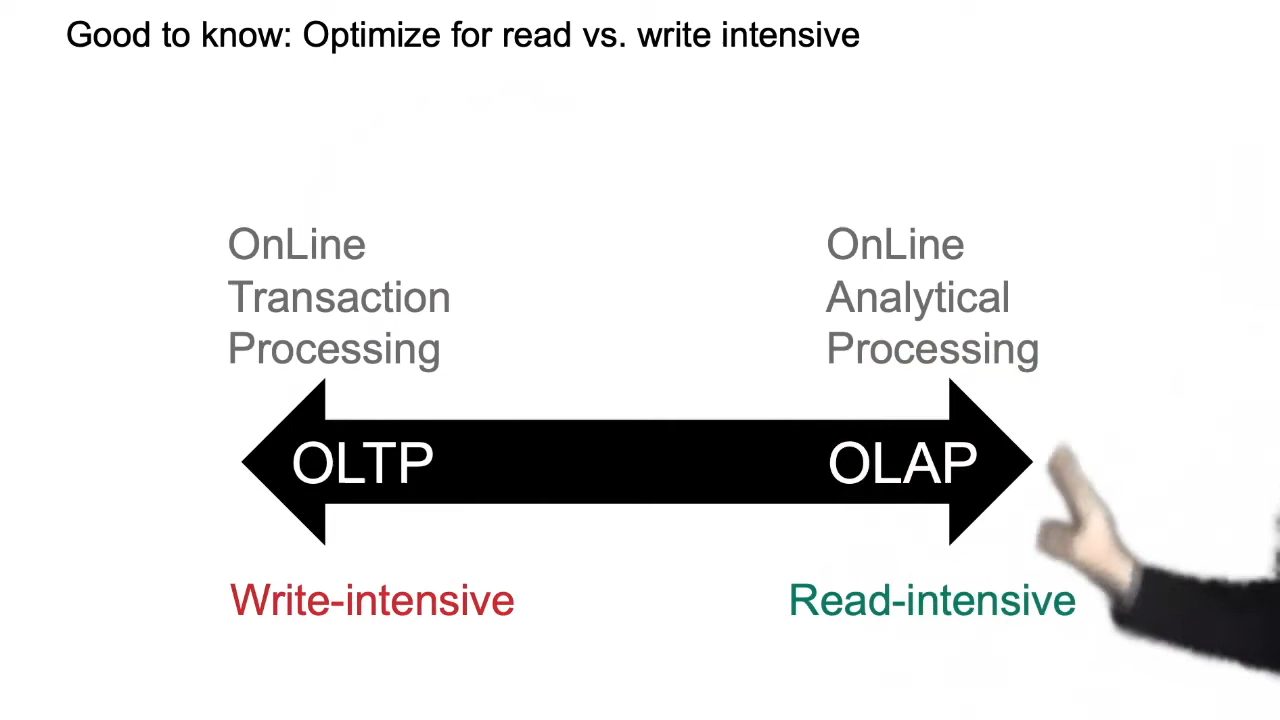 Good to know: Optimize for read vs. write intensive
OnLine
Transaction
Processing
OnLine
Analytical
Processing
OLTP
OLAP
Write-intensive
Read-intensive